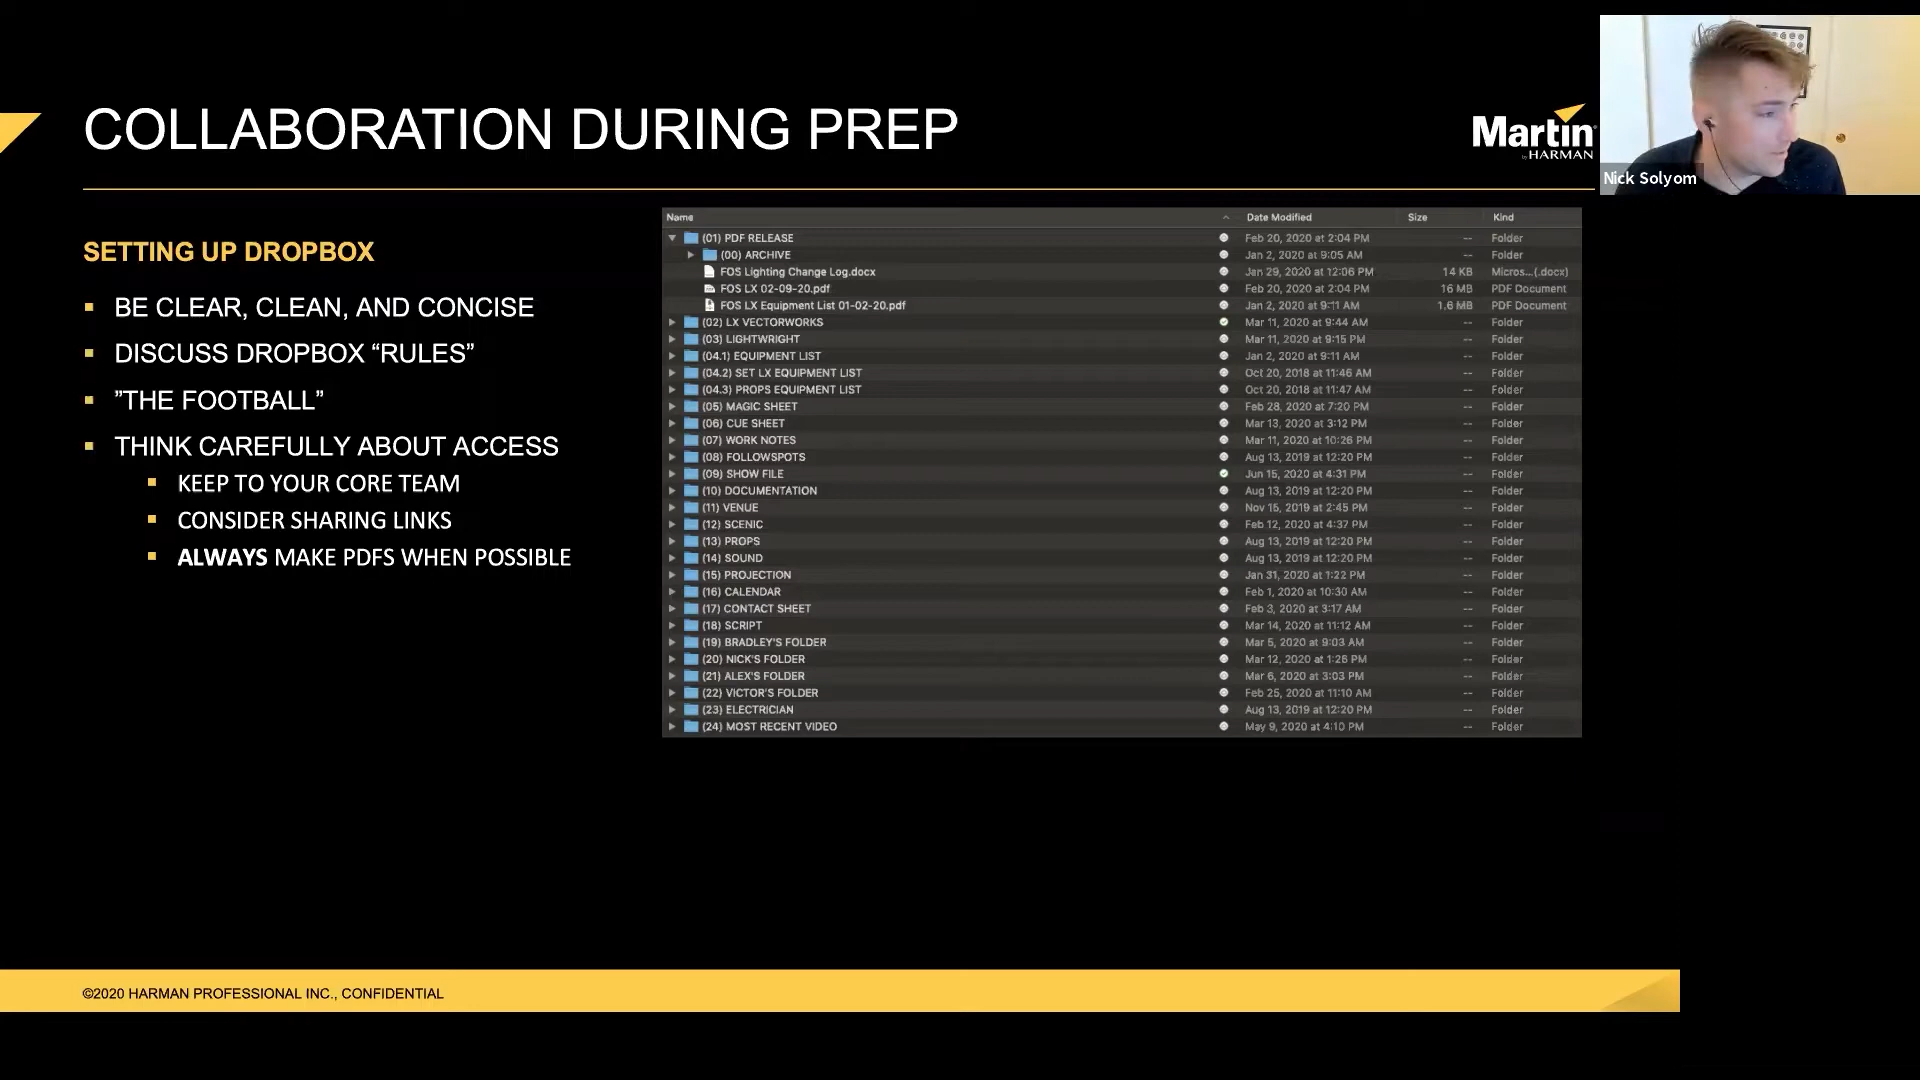 COLLABORATION DURING PREP
Martin
by HARMAN
Nick Solyom
SETTING UP DROPBOX
BE CLEAR, CLEAN, AND CONCISE
DISCUSS DROPBOX “RULES”
”THE FOOTBALL”
THINK CAREFULLY ABOUT ACCESS
KEEP TO YOUR CORE TEAM
CONSIDER SHARING LINKS
ALWAYS MAKE PDFS WHEN POSSIBLE
Name Date Modified Size Kind
(01) PDF RELEASE Feb 20, 2020 at 2:04 PM -- Folder
(00) ARCHIVE Jan 2, 2020 at 9:05 AM -- Folder
FOS Lighting Change Log.docx Jan 29, 2020 at 12:06 PM 14 KB Micros...(.docx)
FOS LX 02-09-20.pdf Feb 20, 2020 at 2:04 PM 16 MB PDF Document
FOS LX Equipment List 01-02-20.pdf Jan 2, 2020 at 9:11 AM 1.6 MB PDF Document
(02) LX VECTORWORKS Mar 11, 2020 at 9:44 AM -- Folder
(03) LIGHTWRIGHT Mar 11, 2020 at 9:15 PM -- Folder
(04.1) EQUIPMENT LIST Jan 2, 2020 at 9:11 AM -- Folder
(04.2) SET LX EQUIPMENT LIST Oct 20, 2018 at 11:46 AM -- Folder
(04.3) PROPS EQUIPMENT LIST Oct 20, 2018 at 11:47 AM -- Folder
(05) MAGIC SHEET Feb 28, 2020 at 7:20 PM -- Folder
(06) CUE SHEET Mar 13, 2020 at 3:12 PM -- Folder
(07) WORK NOTES Mar 11, 2020 at 10:26 PM -- Folder
(08) FOLLOWSPOTS Aug 13, 2019 at 12:20 PM -- Folder
(09) SHOW FILE Jun 15, 2020 at 4:31 PM -- Folder
(10) DOCUMENTATION Aug 13, 2019 at 12:20 PM -- Folder
(11) VENUE Nov 15, 2019 at 2:45 PM -- Folder
(12) SCENIC Feb 12, 2020 at 4:37 PM -- Folder
(13) PROPS Aug 13, 2019 at 12:20 PM -- Folder
(14) SOUND Aug 13, 2019 at 12:20 PM -- Folder
(15) PROJECTION Jan 31, 2020 at 1:22 PM -- Folder
(16) CALENDAR Feb 1, 2020 at 10:30 AM -- Folder
(17) CONTACT SHEET Feb 3, 2020 at 3:17 AM -- Folder
(18) SCRIPT Mar 14, 2020 at 11:12 AM -- Folder
(19) BRADLEY'S FOLDER Mar 5, 2020 at 9:03 AM -- Folder
(20) NICK'S FOLDER Mar 12, 2020 at 1:26 PM -- Folder
(21) ALEX'S FOLDER Mar 6, 2020 at 3:03 PM -- Folder
(22) VICTOR'S FOLDER Feb 25, 2020 at 11:10 AM -- Folder
(23) ELECTRICIAN Aug 13, 2019 at 12:20 PM -- Folder
(24) MOST RECENT VIDEO May 9, 2020 at 4:10 PM -- Folder
©2020 HARMAN PROFESSIONAL INC., CONFIDENTIAL